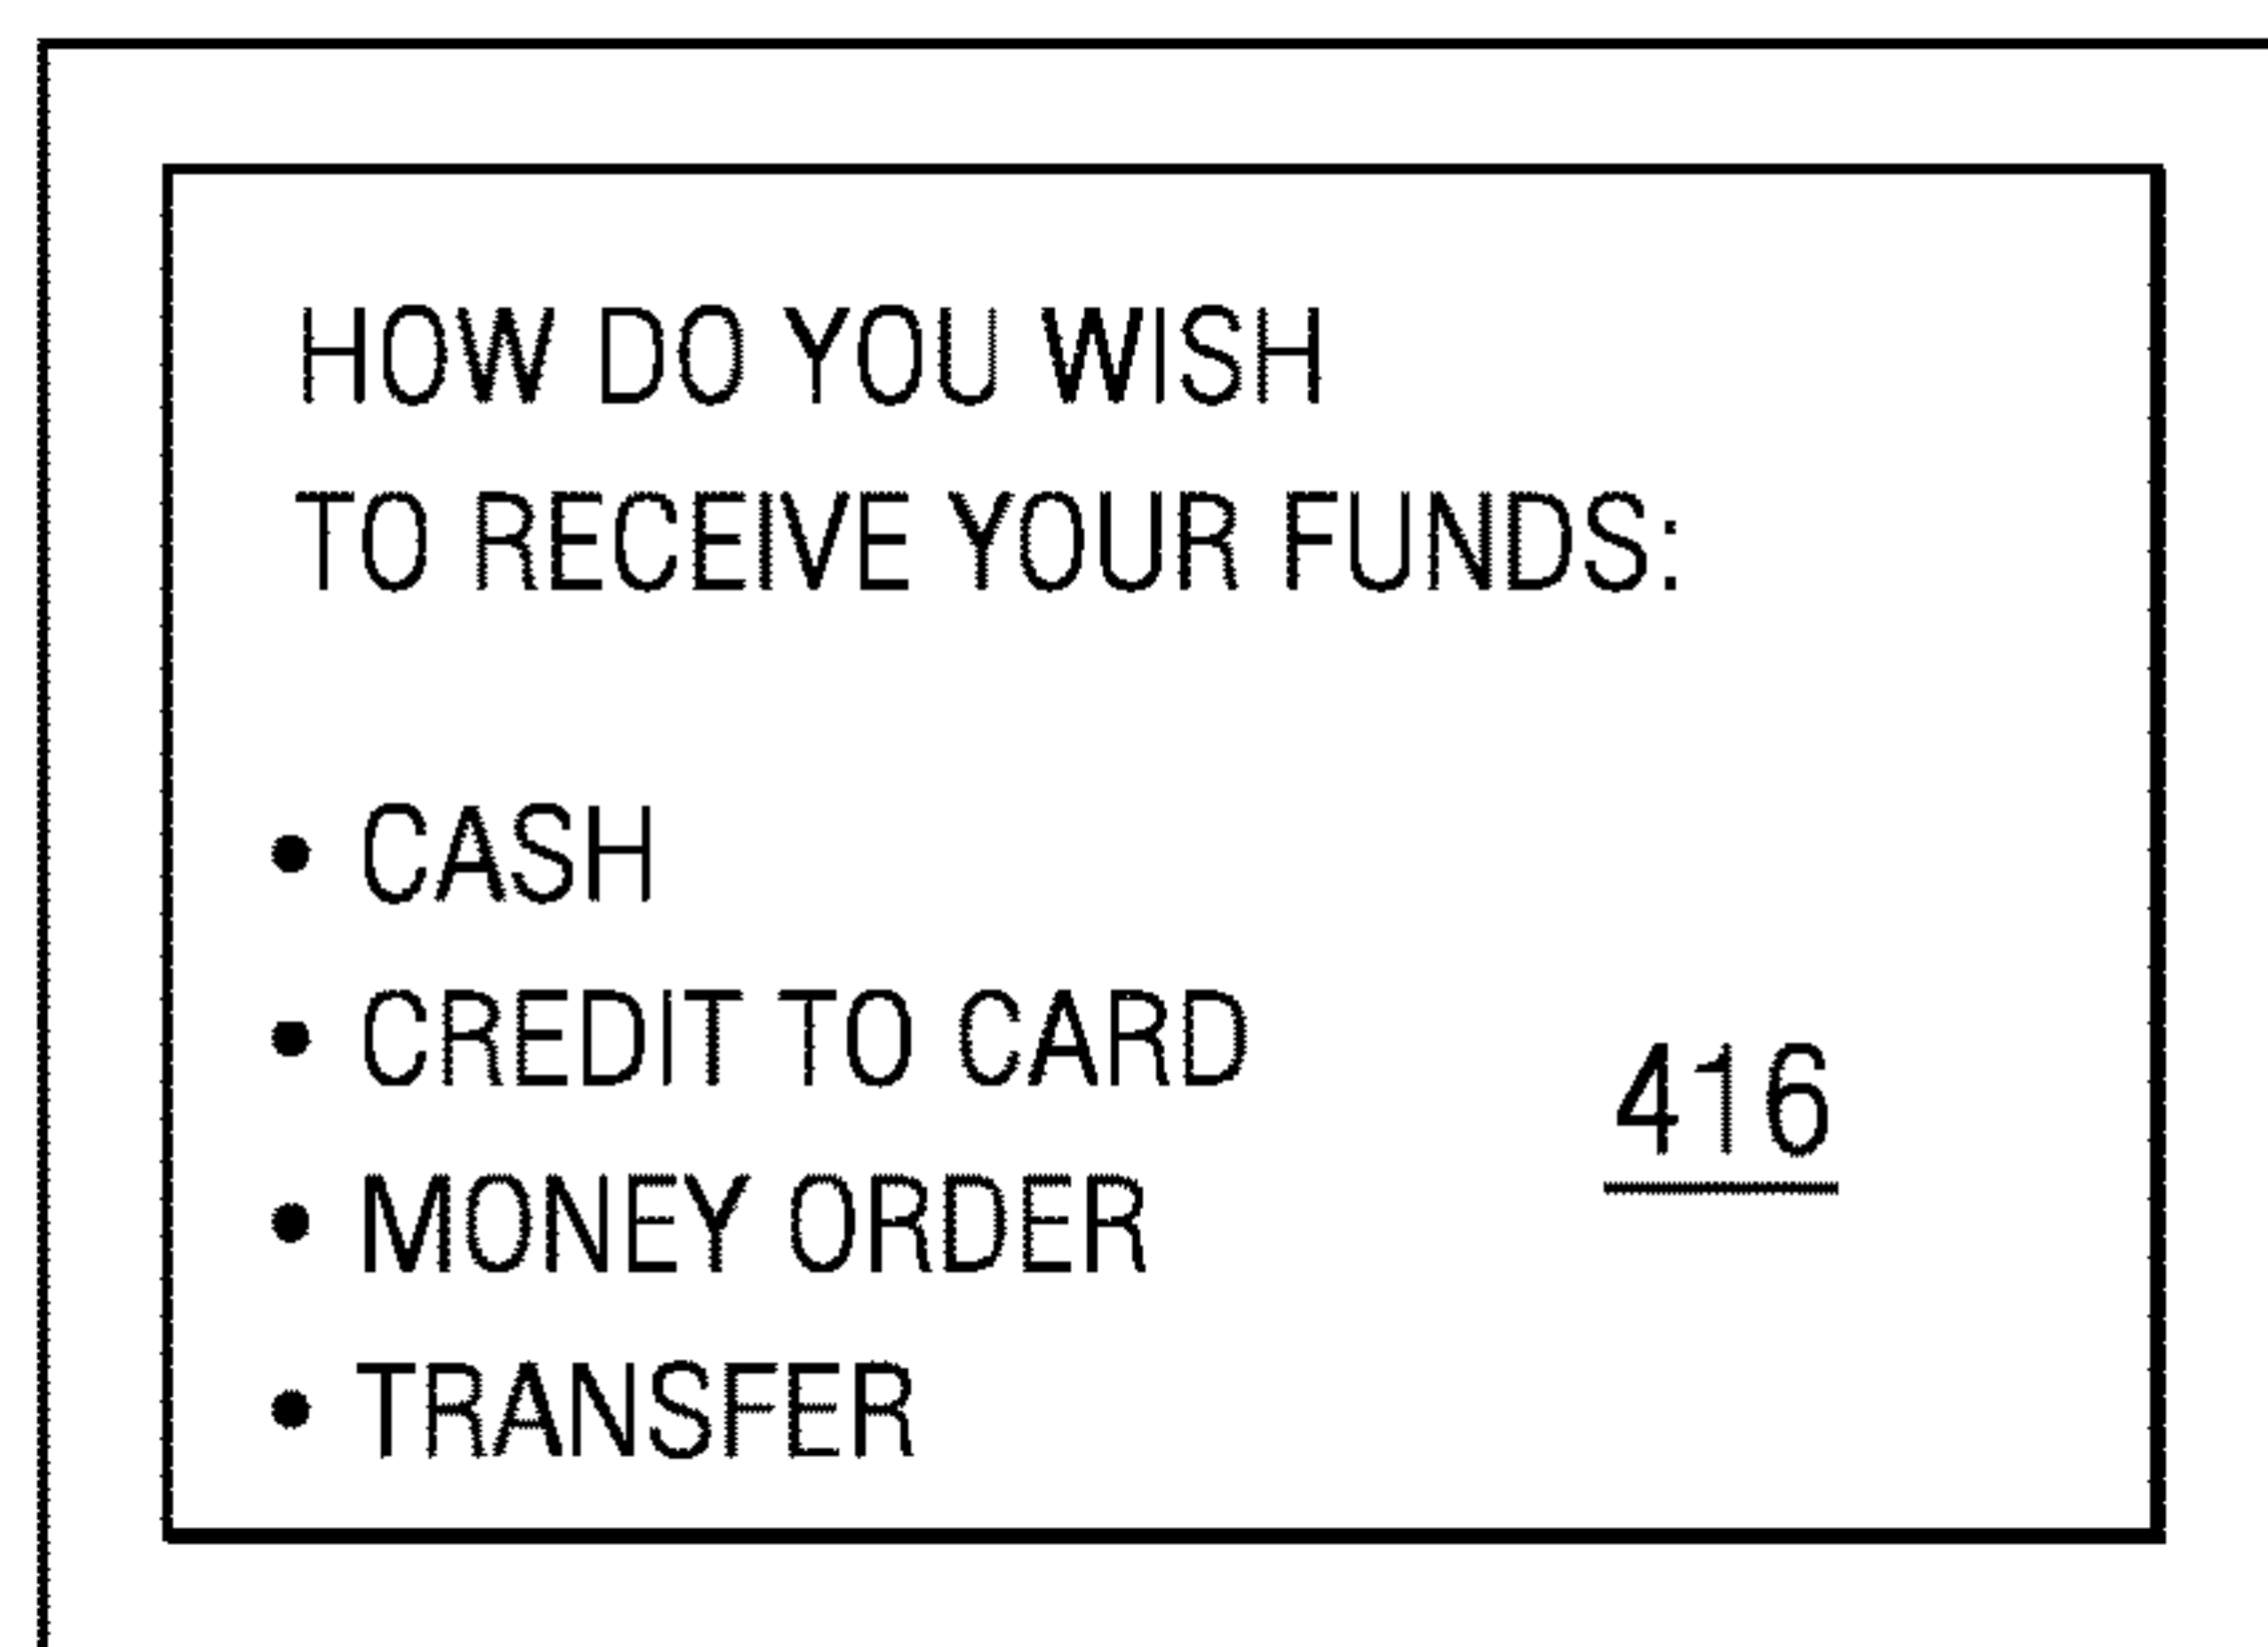 HOW DO YOU WISH
TO RECEIVE YOUR FUNDS:
• CASH
• CREDIT TO CARD
416
• MONEY ORDER
• TRANSFER